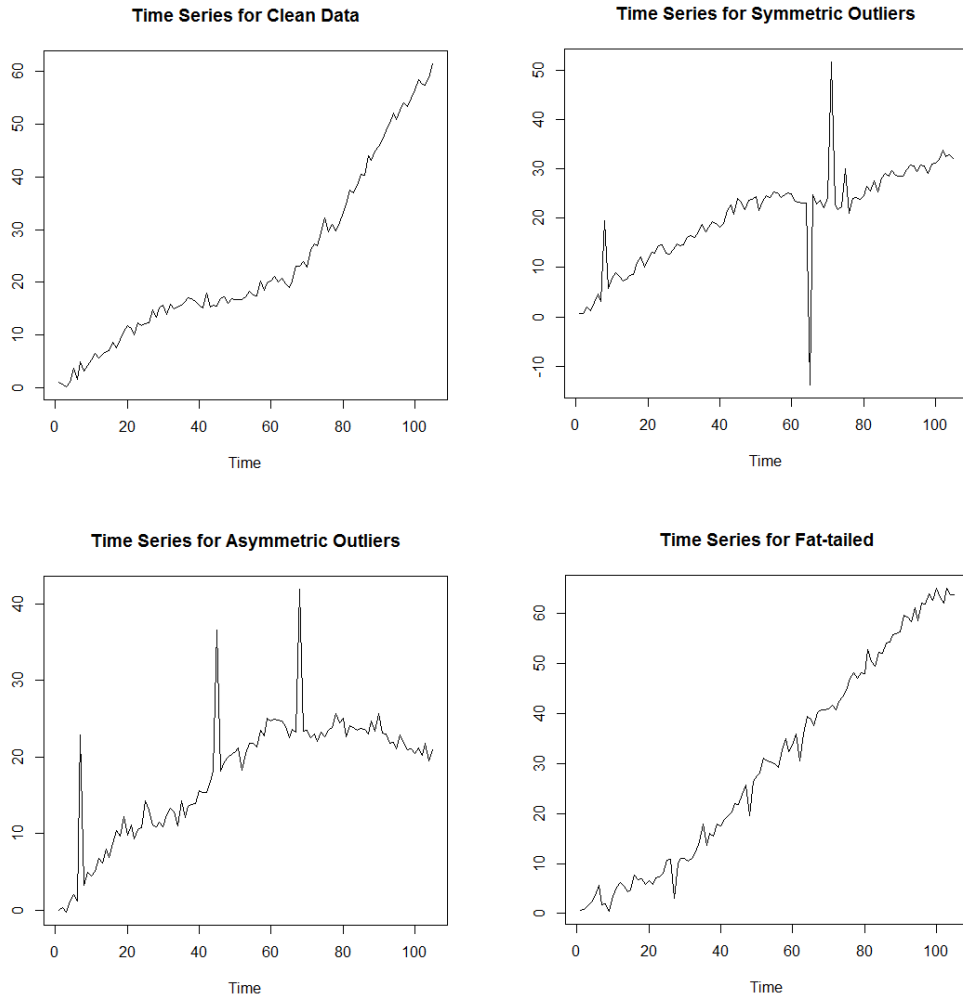 Time Series for Clean Data
60
50
40
30
20
10
0
0 20 40 60 80 100
Time
Time Series for Symmetric Outliers
50
40
30
20
10
0
-10
0 20 40 60 80 100
Time
Time Series for Asymmetric Outliers
40
30
20
10
0
0 20 40 60 80 100
Time
Time Series for Fat-tailed
60
50
40
30
20
10
0
0 20 40 60 80 100
Time